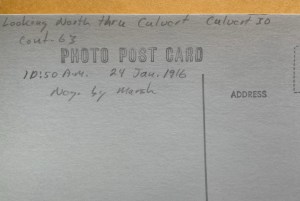 Looking North thru Culvert Culvert 30
Cont-63
PHOTO POST CARD
10:50 A.M. 24 Jan. 1916
Neg. by Marsh
ADDRESS